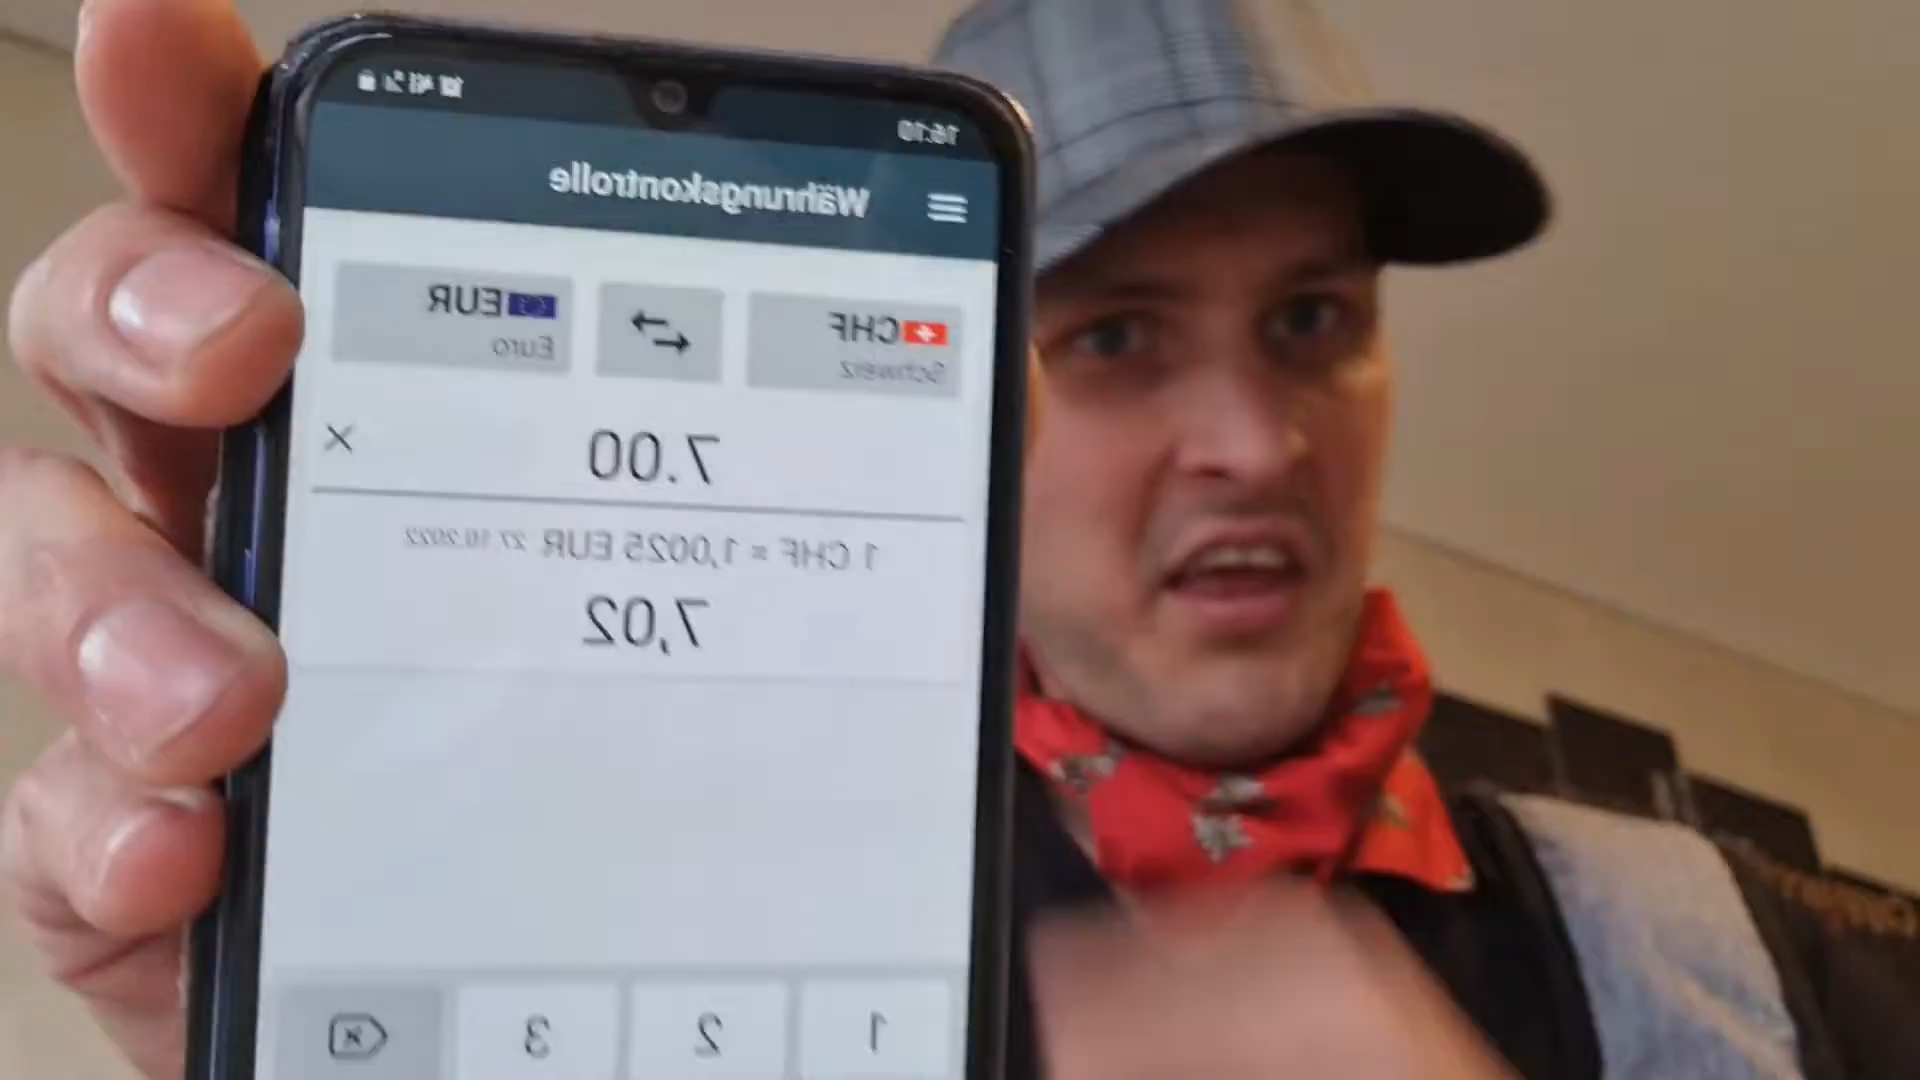 16:10
Währungskontrolle
CHF
Schweiz
EUR
Euro
7.00
1 CHF = 1,0025 EUR 27.10.2022
7,02
1 2 3